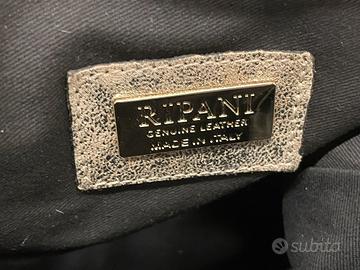 RIPANI
GENUINE LEATHER
MADE IN ITALY
subito